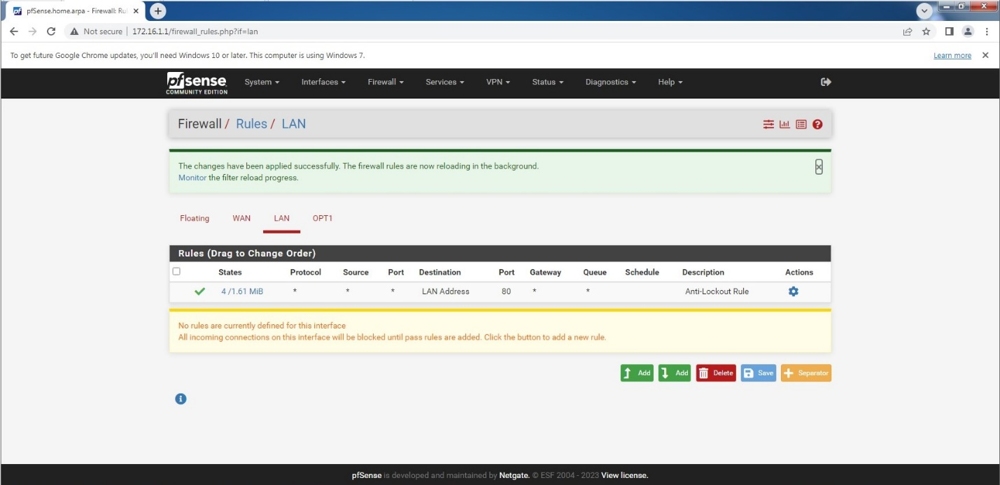 pfSense.home.arpa - Firewall: Ru
Not secure | 172.16.1.1/firewall_rules.php?if=lan
To get future Google Chrome updates, you'll need Windows 10 or later. This computer is using Windows 7. Learn more
pfsense COMMUNITY EDITION System Interfaces Firewall Services VPN Status Diagnostics Help
Firewall / Rules / LAN
The changes have been applied successfully. The firewall rules are now reloading in the background.
Monitor the filter reload progress.
Floating WAN LAN OPT1
Rules (Drag to Change Order)
States Protocol Source Port Destination Port Gateway Queue Schedule Description Actions
4 /1.61 MiB * * * LAN Address 80 * * Anti-Lockout Rule
No rules are currently defined for this interface
All incoming connections on this interface will be blocked until pass rules are added. Click the button to add a new rule.
Add Add Delete Save Separator
pfSense is developed and maintained by Netgate. © ESF 2004 - 2023 View license.